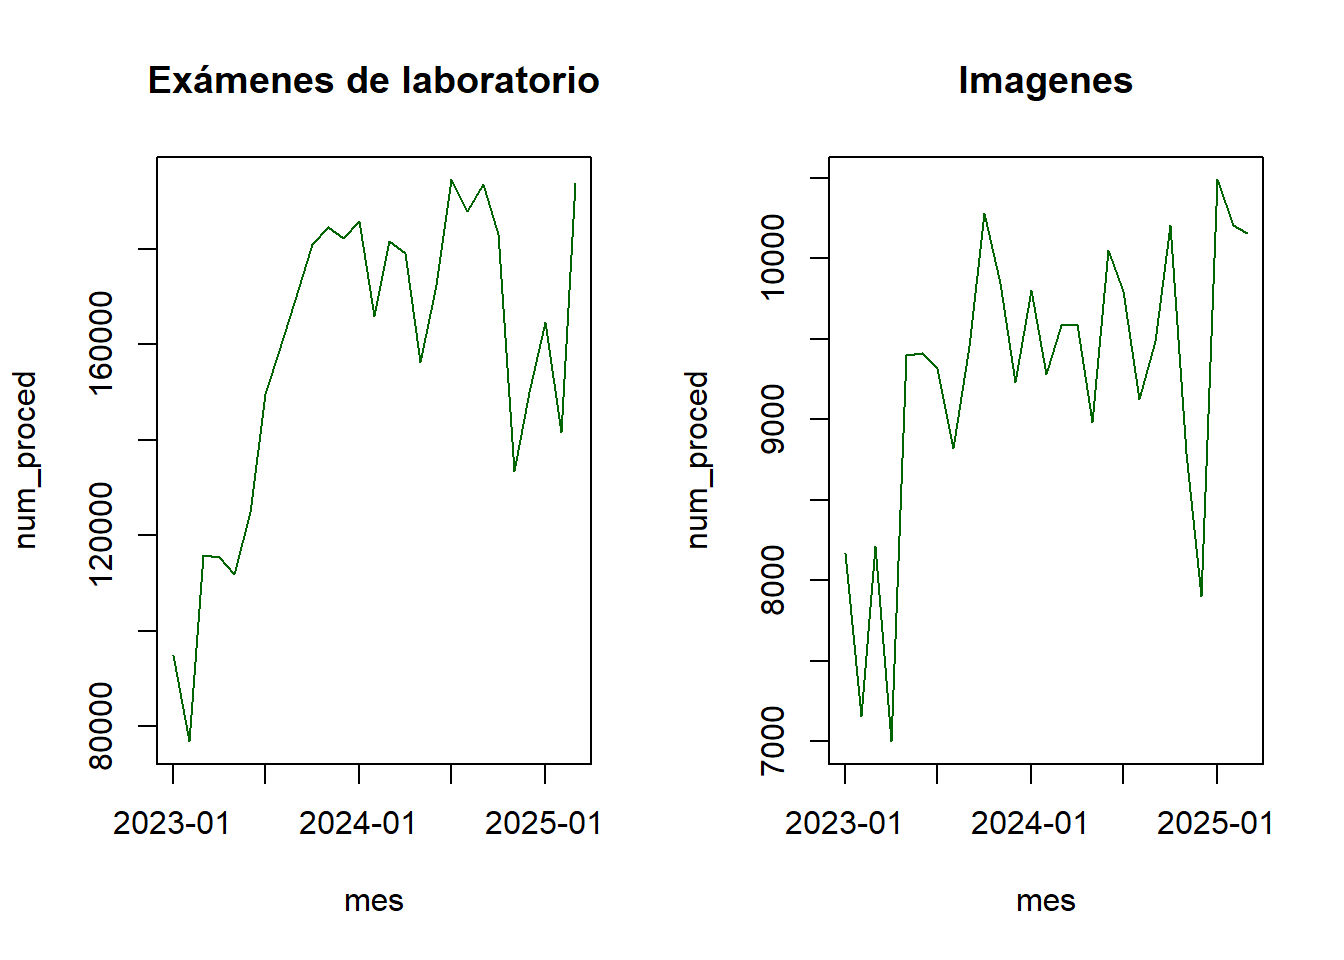 Exámenes de laboratorio
num_proced
160000
120000
80000
2023-01 2024-01 2025-01
mes
Imagenes
num_proced
10000
9000
8000
7000
2023-01 2024-01 2025-01
mes